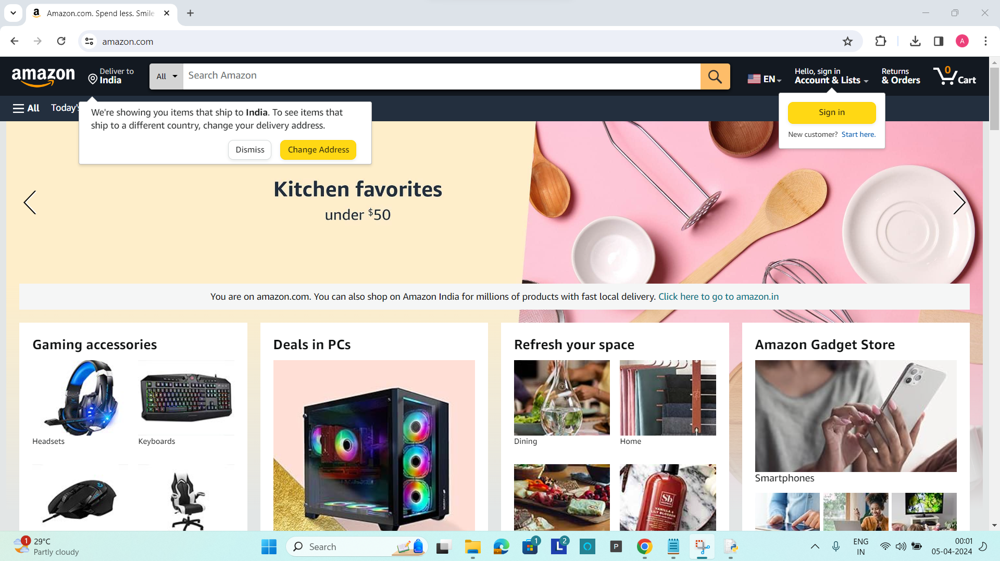 Amazon.com. Spend less. Smile
amazon.com
A
amazon
Deliver to
India
All
Search Amazon
EN
Hello, sign in
Account & Lists
Returns
& Orders
0
Cart
All
Today's
We're showing you items that ship to India. To see items that
ship to a different country, change your delivery address.
Dismiss
Change Address
Sign in
New customer? Start here.
Kitchen favorites
under $50
You are on amazon.com. You can also shop on Amazon India for millions of products with fast local delivery. Click here to go to amazon.in
Gaming accessories
Deals in PCs
Refresh your space
Amazon Gadget Store
Headsets
Keyboards
Dining
Home
Smartphones
Sb
VANILLA &
LILY BLOSSOM
1
29°C
Partly cloudy
Search
1
L
2
P
ENG
IN
00:01
05-04-2024